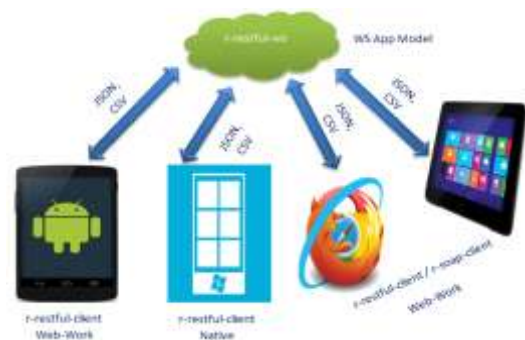 r-restful-ws
WS App Model
JSON,
CSV
JSON,
CSV
JSON,
CSV
JSON,
CSV
r-restful-client
Web-Work
r-restful-client
Native
r-restful-client / r-soap-client
Web-Work